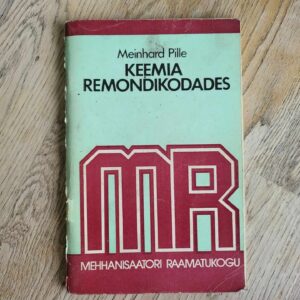 Meinhard Pille
KEEMIA
REMONDIKODADES
MR
MEHHANISAATORI RAAMATUKOGU